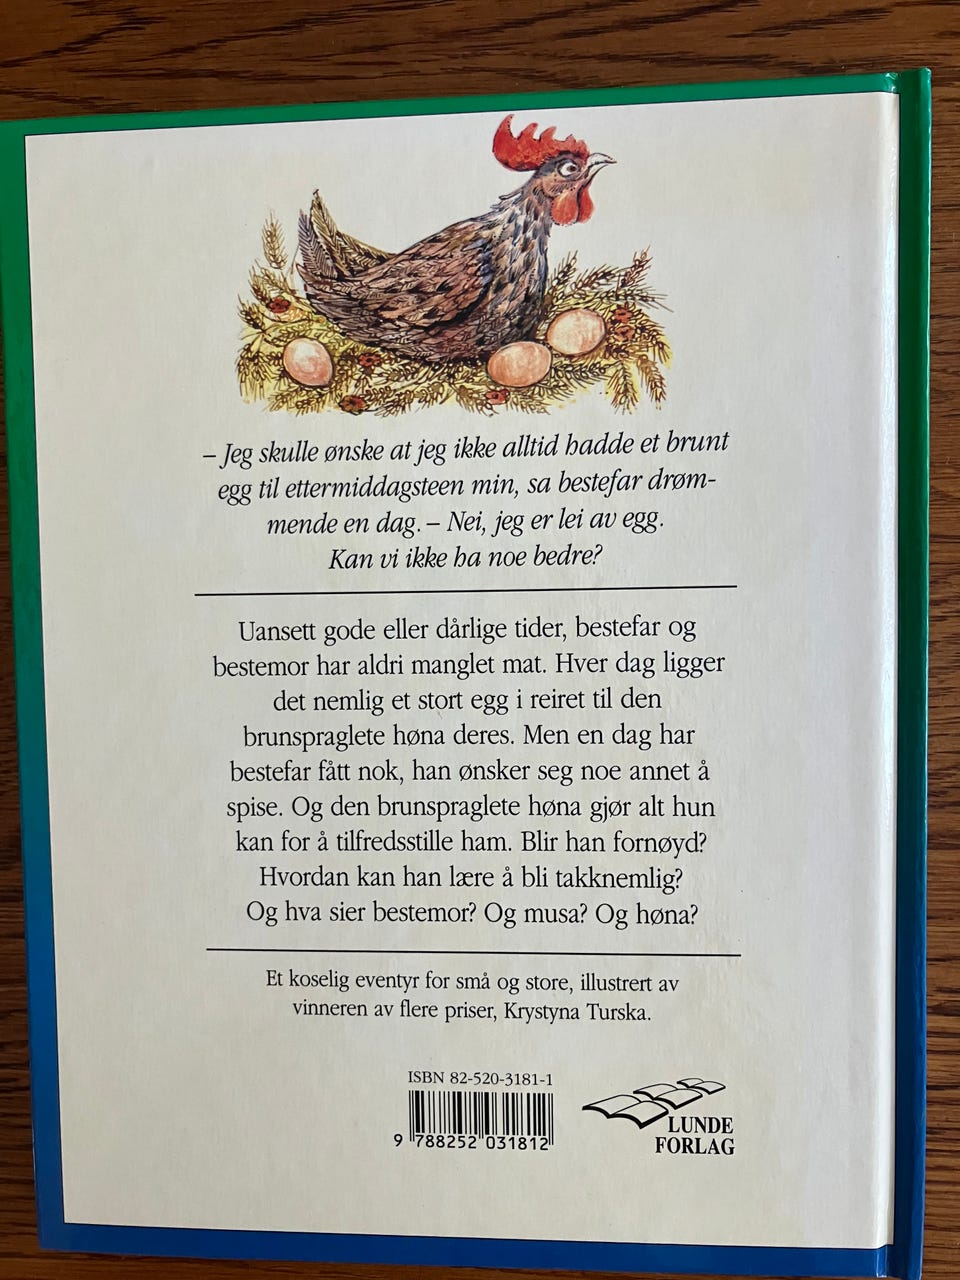 – Jeg skulle ønske at jeg ikke alltid hadde et brunt
egg til ettermiddagsteen min, sa bestefar drøm-
mende en dag. – Nei, jeg er lei av egg.
Kan vi ikke ha noe bedre?
Uansett gode eller dårlige tider, bestefar og
bestemor har aldri manglet mat. Hver dag ligger
det nemlig et stort egg i reiret til den
brunspraglete høna deres. Men en dag har
bestefar fått nok, han ønsker seg noe annet å
spise. Og den brunspraglete høna gjør alt hun
kan for å tilfredsstille ham. Blir han fornøyd?
Hvordan kan han lære å bli takknemlig?
Og hva sier bestemor? Og musa? Og høna?
Et koselig eventyr for små og store, illustrert av
vinneren av flere priser, Krystyna Turska.
ISBN 82-520-3181-1
9 788252 031812
LUNDE
FORLAG